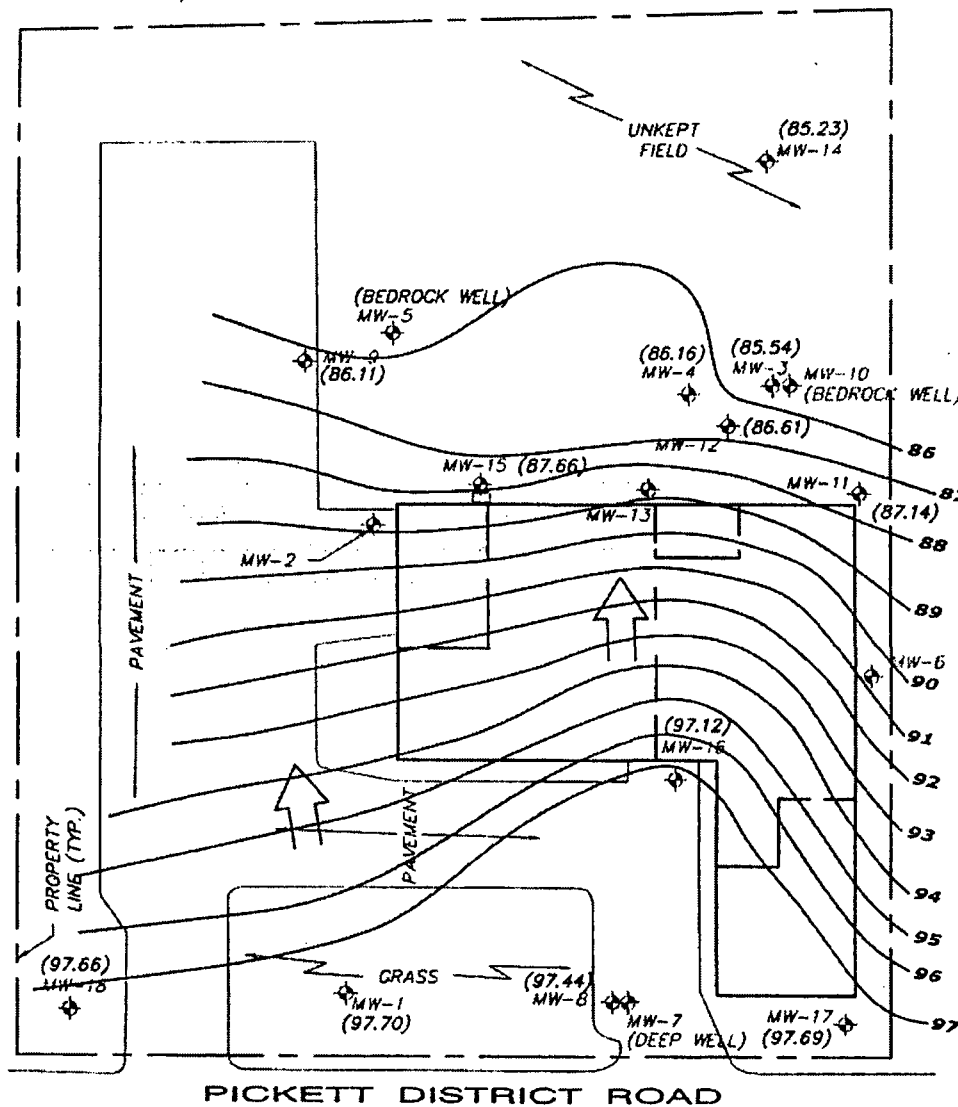 UNKEPT
FIELD
(85.23)
MW-14
(BEDROCK WELL)
MW-5
MW-9
(86.11)
(86.16)
MW-4
(85.54)
MW-3
MW-10
(BEDROCK WELL)
(86.61)
MW-12
86
MW-15 (87.66)
MW-11
87
(87.14)
MW-13
88
MW-2
89
PAVEMENT
MW-6
90
91
(97.12)
MW-16
92
93
PROPERTY
LINE (TYP.)
PAVEMENT
94
95
(97.66)
MW-18
GRASS
(97.44)
MW-8
96
MW-1
(97.70)
MW-7
(DEEP WELL)
MW-17
(97.69)
97
PICKETT DISTRICT ROAD